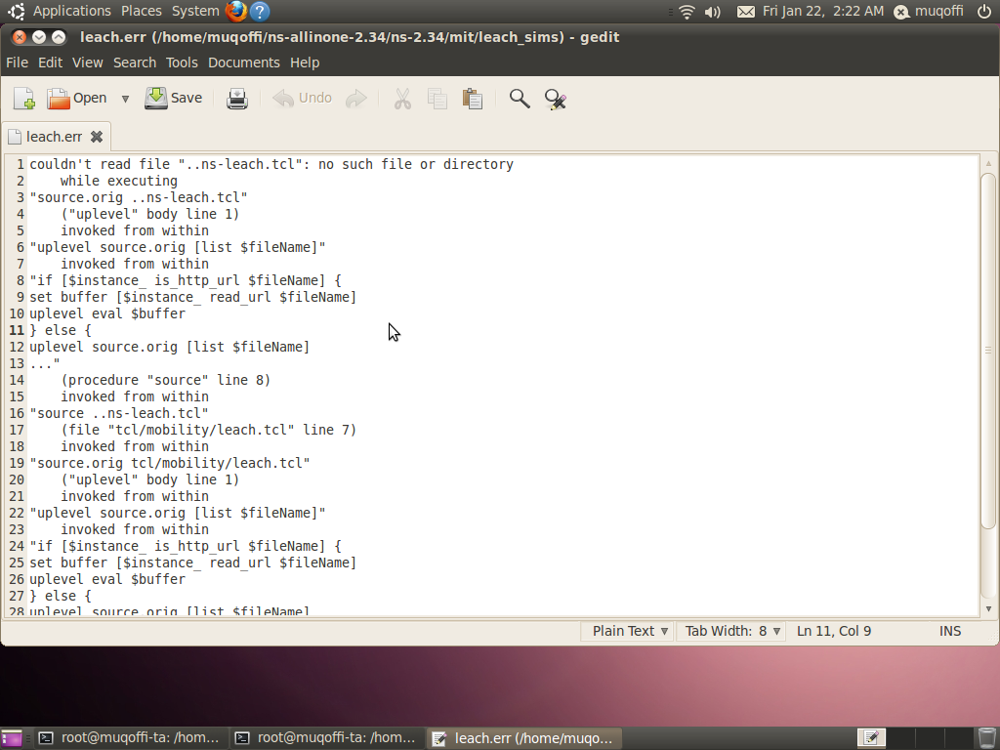 Applications Places System Fri Jan 22, 2:22 AM muqoffi
leach.err (/home/muqoffi/ns-allinone-2.34/ns-2.34/mit/leach_sims) - gedit
File Edit View Search Tools Documents Help
Open Save Undo
leach.err
1 couldn't read file "..ns-leach.tcl": no such file or directory
2 while executing
3 "source.orig ..ns-leach.tcl"
4 ("uplevel" body line 1)
5 invoked from within
6 "uplevel source.orig [list $fileName]"
7 invoked from within
8 "if [$instance_ is_http_url $fileName] {
9 set buffer [$instance_ read_url $fileName]
10 uplevel eval $buffer
11 } else {
12 uplevel source.orig [list $fileName]
13 ..."
14 (procedure "source" line 8)
15 invoked from within
16 "source ..ns-leach.tcl"
17 (file "tcl/mobility/leach.tcl" line 7)
18 invoked from within
19 "source.orig tcl/mobility/leach.tcl"
20 ("uplevel" body line 1)
21 invoked from within
22 "uplevel source.orig [list $fileName]"
23 invoked from within
24 "if [$instance_ is_http_url $fileName] {
25 set buffer [$instance_ read_url $fileName]
26 uplevel eval $buffer
27 } else {
28 uplevel source.orig [list $fileName]
Plain Text Tab Width: 8 Ln 11, Col 9 INS
root@muqoffi-ta: /hom... root@muqoffi-ta: /hom... leach.err (/home/muqo...